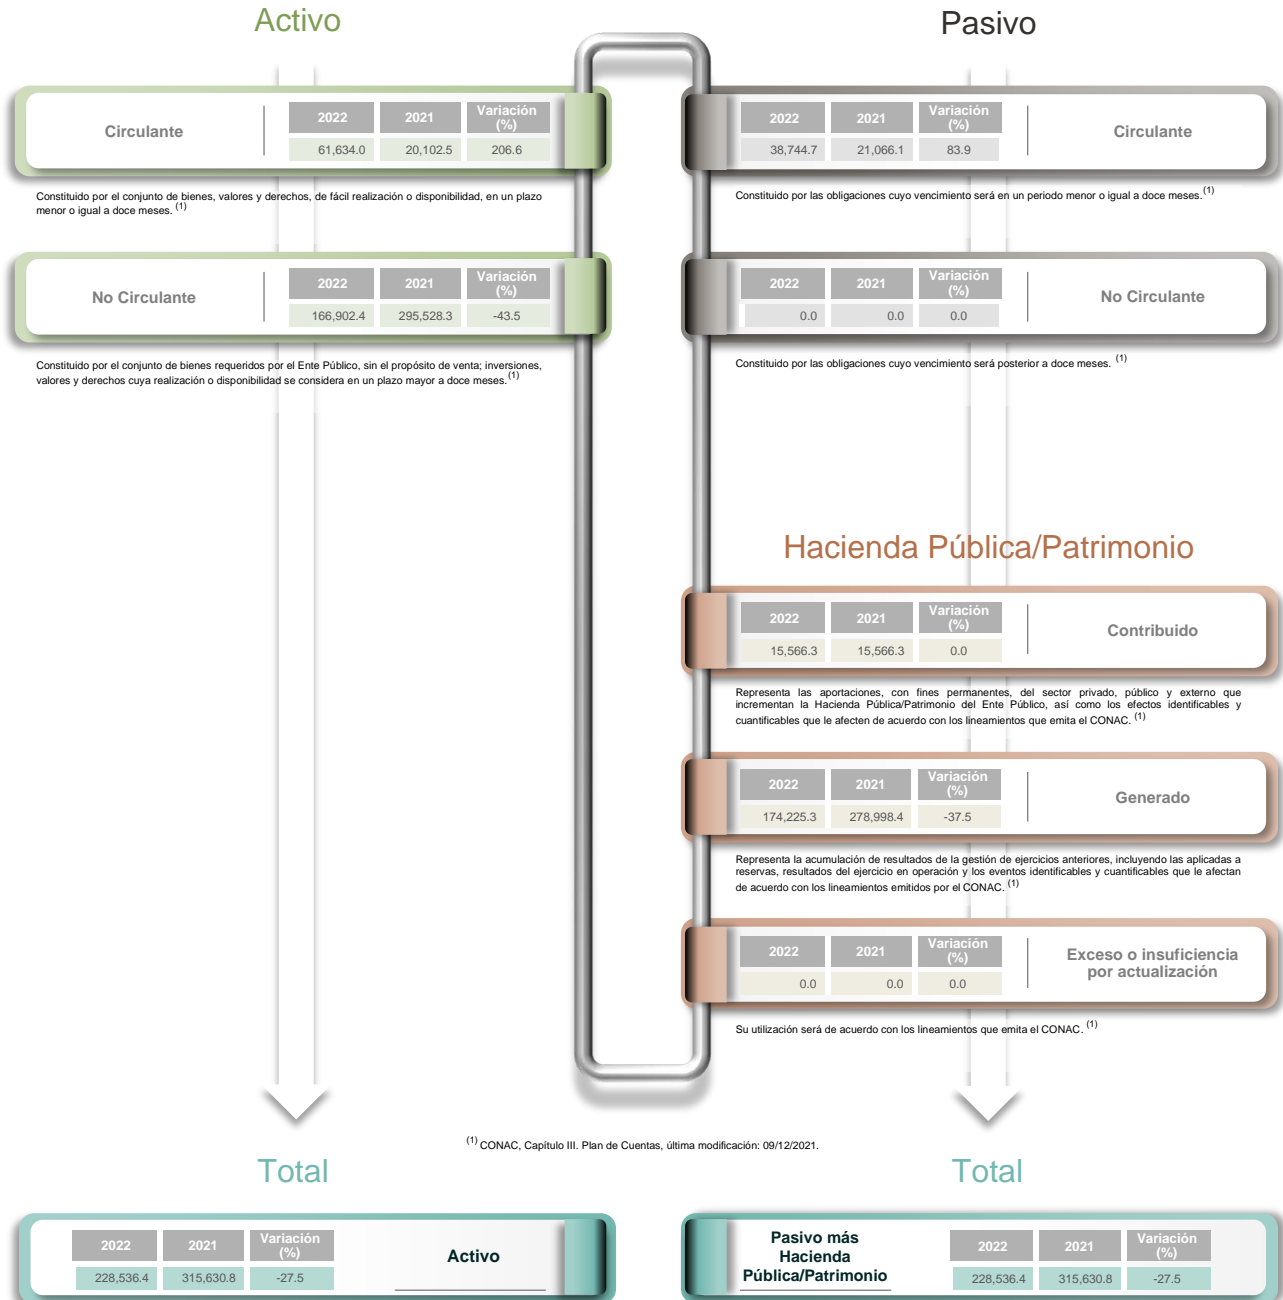 Activo
Circulante
2022 2021 Variación (%)
61,634.0 20,102.5 206.6
Constituido por el conjunto de bienes, valores y derechos, de fácil realización o disponibilidad, en un plazo
menor o igual a doce meses. (1)
No Circulante
2022 2021 Variación (%)
166,902.4 295,528.3 -43.5
Constituido por el conjunto de bienes requeridos por el Ente Público, sin el propósito de venta; inversiones,
valores y derechos cuya realización o disponibilidad se considera en un plazo mayor a doce meses. (1)
Pasivo
2022 2021 Variación (%)
38,744.7 21,066.1 83.9
Circulante
Constituido por las obligaciones cuyo vencimiento será en un periodo menor o igual a doce meses. (1)
2022 2021 Variación (%)
0.0 0.0 0.0
No Circulante
Constituido por las obligaciones cuyo vencimiento será posterior a doce meses. (1)
Hacienda Pública/Patrimonio
2022 2021 Variación (%)
15,566.3 15,566.3 0.0
Contribuido
Representa las aportaciones, con fines permanentes, del sector privado, público y externo que
incrementan la Hacienda Pública/Patrimonio del Ente Público, así como los efectos identificables y
cuantificables que le afecten de acuerdo con los lineamientos que emita el CONAC. (1)
2022 2021 Variación (%)
174,225.3 278,998.4 -37.5
Generado
Representa la acumulación de resultados de la gestión de ejercicios anteriores, incluyendo las aplicadas a
reservas, resultados del ejercicio en operación y los eventos identificables y cuantificables que le afectan
de acuerdo con los lineamientos emitidos por el CONAC. (1)
2022 2021 Variación (%)
0.0 0.0 0.0
Exceso o insuficiencia
por actualización
Su utilización será de acuerdo con los lineamientos que emita el CONAC. (1)
(1) CONAC, Capítulo III. Plan de Cuentas, última modificación: 09/12/2021.
Total
2022 2021 Variación (%)
228,536.4 315,630.8 -27.5
Activo
Total
Pasivo más
Hacienda
Pública/Patrimonio
2022 2021 Variación (%)
228,536.4 315,630.8 -27.5